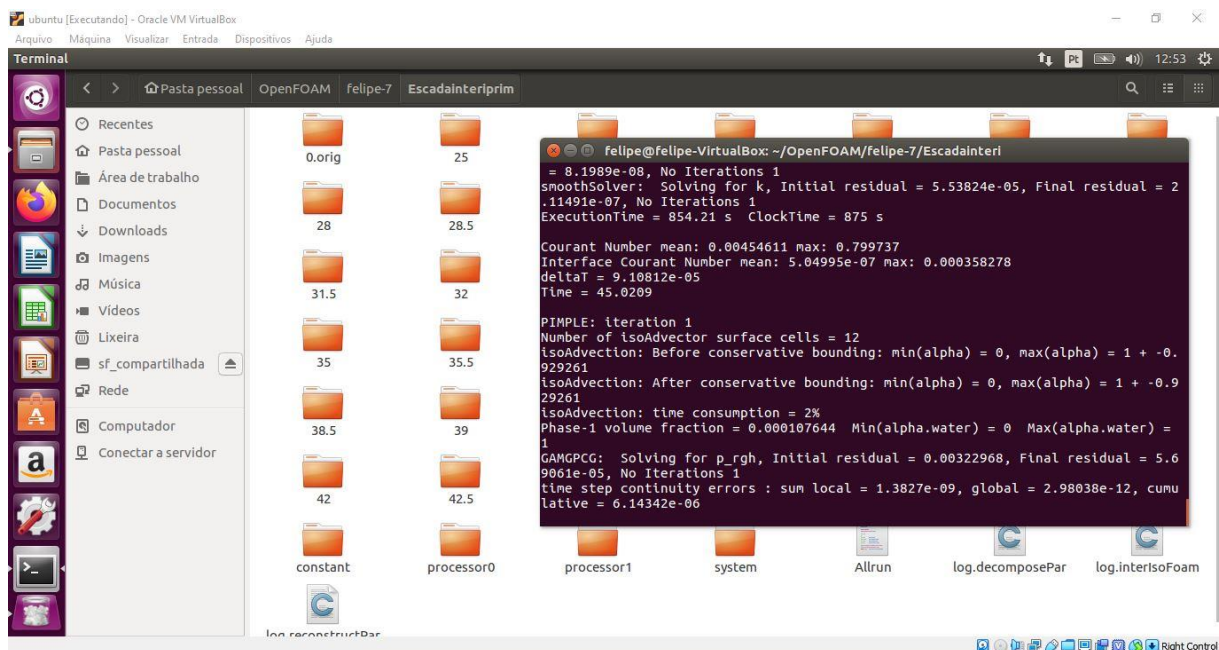 ubuntu [Executando] - Oracle VM VirtualBox
Arquivo Máquina Visualizar Entrada Dispositivos Ajuda
Terminal Pt 12:53
Pasta pessoal OpenFOAM felipe-7 Escadainteriprim
Recentes
Pasta pessoal
Área de trabalho
Documentos
Downloads
Imagens
Música
Vídeos
Lixeira
sf_compartilhada
Rede
Computador
Conectar a servidor
0.orig 25
28 28.5
31.5 32
35 35.5
38.5 39
42 42.5
constant processor0 processor1 system Allrun log.decomposePar log.interIsoFoam
log.reconstructPar
felipe@felipe-VirtualBox: ~/OpenFOAM/felipe-7/Escadainteri
= 8.1989e-08, No Iterations 1
smoothSolver: Solving for k, Initial residual = 5.53824e-05, Final residual = 2
.11491e-07, No Iterations 1
ExecutionTime = 854.21 s ClockTime = 875 s
Courant Number mean: 0.00454611 max: 0.799737
Interface Courant Number mean: 5.04995e-07 max: 0.000358278
deltaT = 9.10812e-05
Time = 45.0209
PIMPLE: iteration 1
Number of isoAdvector surface cells = 12
isoAdvection: Before conservative bounding: min(alpha) = 0, max(alpha) = 1 + -0.
929261
isoAdvection: After conservative bounding: min(alpha) = 0, max(alpha) = 1 + -0.9
29261
isoAdvection: time consumption = 2%
Phase-1 volume fraction = 0.000107644 Min(alpha.water) = 0 Max(alpha.water) =
1
GAMGPCG: Solving for p_rgh, Initial residual = 0.00322968, Final residual = 5.6
9061e-05, No Iterations 1
time step continuity errors : sum local = 1.3827e-09, global = 2.98038e-12, cumu
lative = 6.14342e-06
Right Control